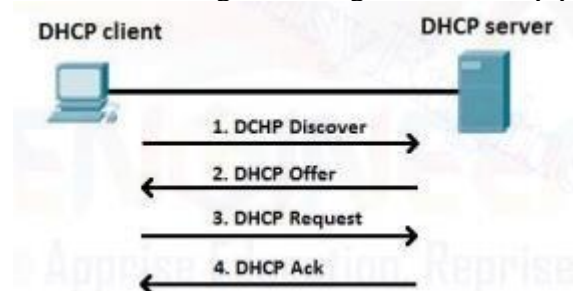 DHCP client
DHCP server
1. DCHP Discover
2. DHCP Offer
3. DHCP Request
4. DHCP Ack